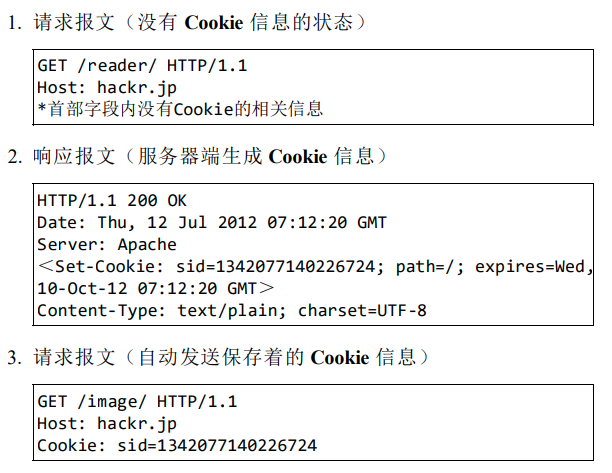 1. 请求报文（没有 Cookie 信息的状态）
GET /reader/ HTTP/1.1
Host: hackr.jp
*首部字段内没有Cookie的相关信息
2. 响应报文（服务器端生成 Cookie 信息）
HTTP/1.1 200 OK
Date: Thu, 12 Jul 2012 07:12:20 GMT
Server: Apache
＜Set-Cookie: sid=1342077140226724; path=/; expires=Wed,
10-Oct-12 07:12:20 GMT＞
Content-Type: text/plain; charset=UTF-8
3. 请求报文（自动发送保存着的 Cookie 信息）
GET /image/ HTTP/1.1
Host: hackr.jp
Cookie: sid=1342077140226724